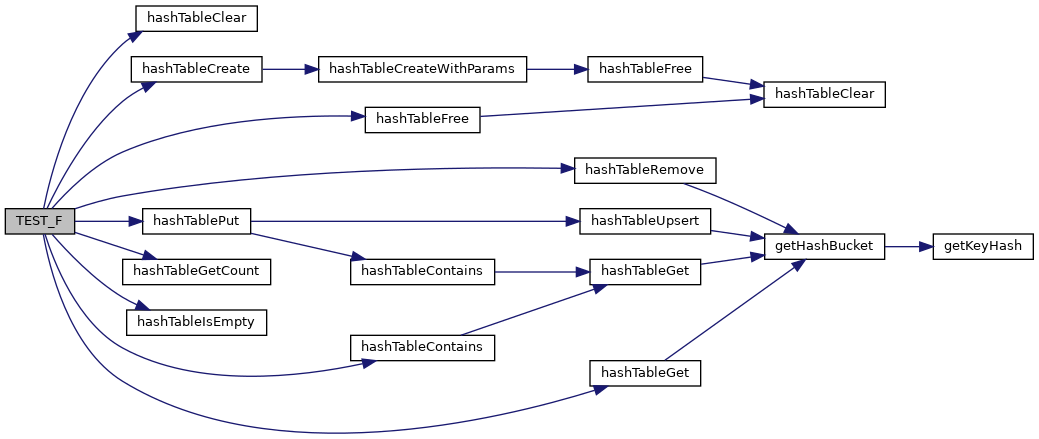 hashTableClear
hashTableCreate
hashTableCreateWithParams
hashTableFree
hashTableClear
hashTableFree
hashTableRemove
TEST_F
hashTablePut
hashTableUpsert
getHashBucket
getKeyHash
hashTableGetCount
hashTableContains
hashTableGet
hashTableIsEmpty
hashTableContains
hashTableGet